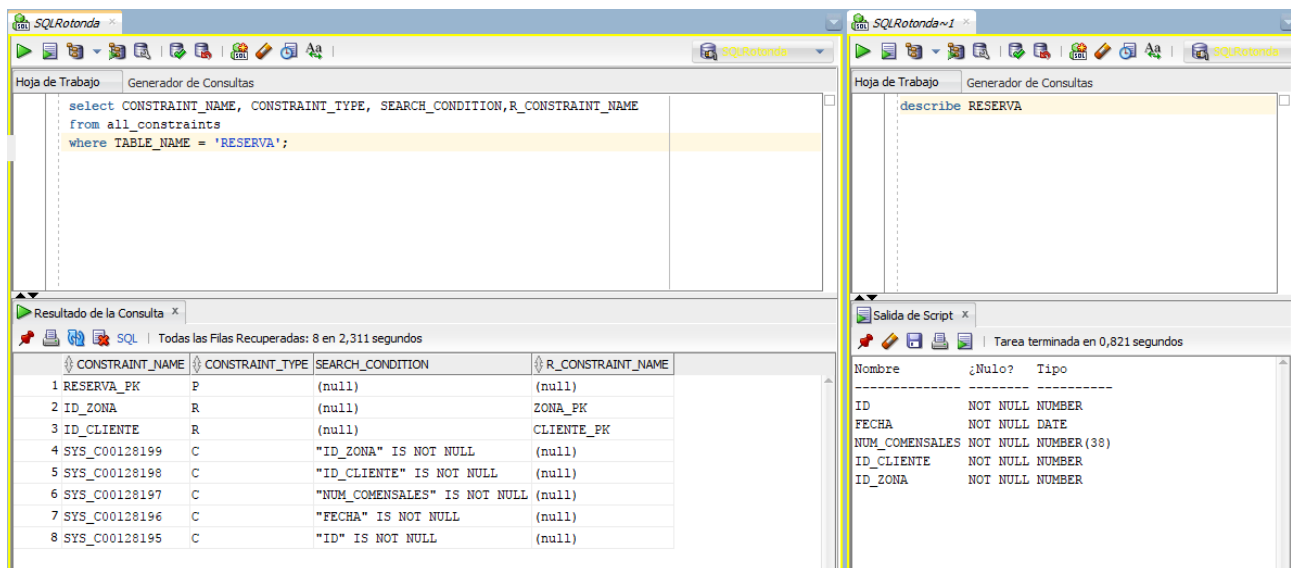 SQLRotonda
Hoja de Trabajo Generador de Consultas
SQLRotonda
select CONSTRAINT_NAME, CONSTRAINT_TYPE, SEARCH_CONDITION,R_CONSTRAINT_NAME
from all_constraints
where TABLE_NAME = 'RESERVA';
Resultado de la Consulta x
SQL | Todas las Filas Recuperadas: 8 en 2,311 segundos
CONSTRAINT_NAME CONSTRAINT_TYPE SEARCH_CONDITION R_CONSTRAINT_NAME
1 RESERVA_PK P (null) (null)
2 ID_ZONA R (null) ZONA_PK
3 ID_CLIENTE R (null) CLIENTE_PK
4 SYS_C00128199 C "ID_ZONA" IS NOT NULL (null)
5 SYS_C00128198 C "ID_CLIENTE" IS NOT NULL (null)
6 SYS_C00128197 C "NUM_COMENSALES" IS NOT NULL (null)
7 SYS_C00128196 C "FECHA" IS NOT NULL (null)
8 SYS_C00128195 C "ID" IS NOT NULL (null)
SQLRotonda~1
SQLRotonda
Hoja de Trabajo Generador de Consultas
describe RESERVA
Salida de Script x
| Tarea terminada en 0,821 segundos
Nombre ¿Nulo? Tipo
-------------- -------- ----------
ID NOT NULL NUMBER
FECHA NOT NULL DATE
NUM_COMENSALES NOT NULL NUMBER(38)
ID_CLIENTE NOT NULL NUMBER
ID_ZONA NOT NULL NUMBER